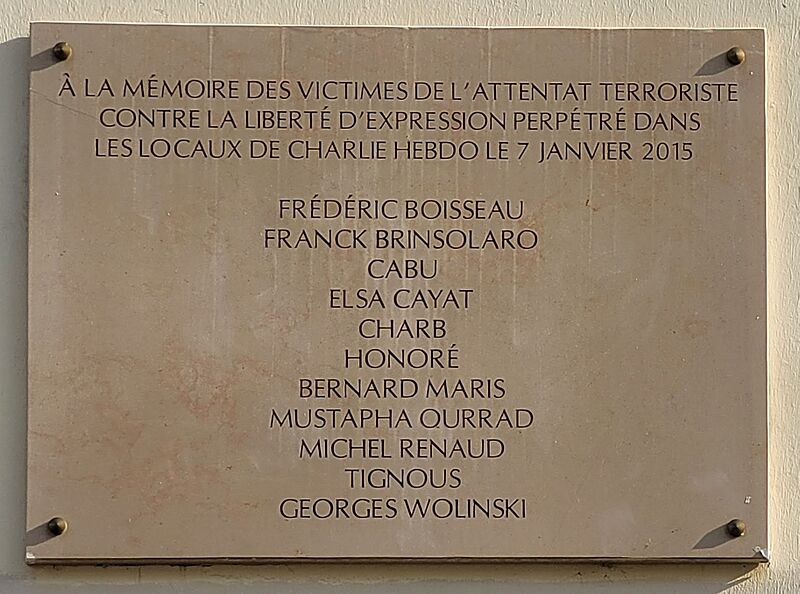 À LA MÉMOIRE DES VICTIMES DE L'ATTENTAT TERRORISTE
CONTRE LA LIBERTÉ D'EXPRESSION PERPÉTRÉ DANS
LES LOCAUX DE CHARLIE HEBDO LE 7 JANVIER 2015
FRÉDÉRIC BOISSEAU
FRANCK BRINSOLARO
CABU
ELSA CAYAT
CHARB
HONORÉ
BERNARD MARIS
MUSTAPHA OURRAD
MICHEL RENAUD
TIGNOUS
GEORGES WOLINSKI